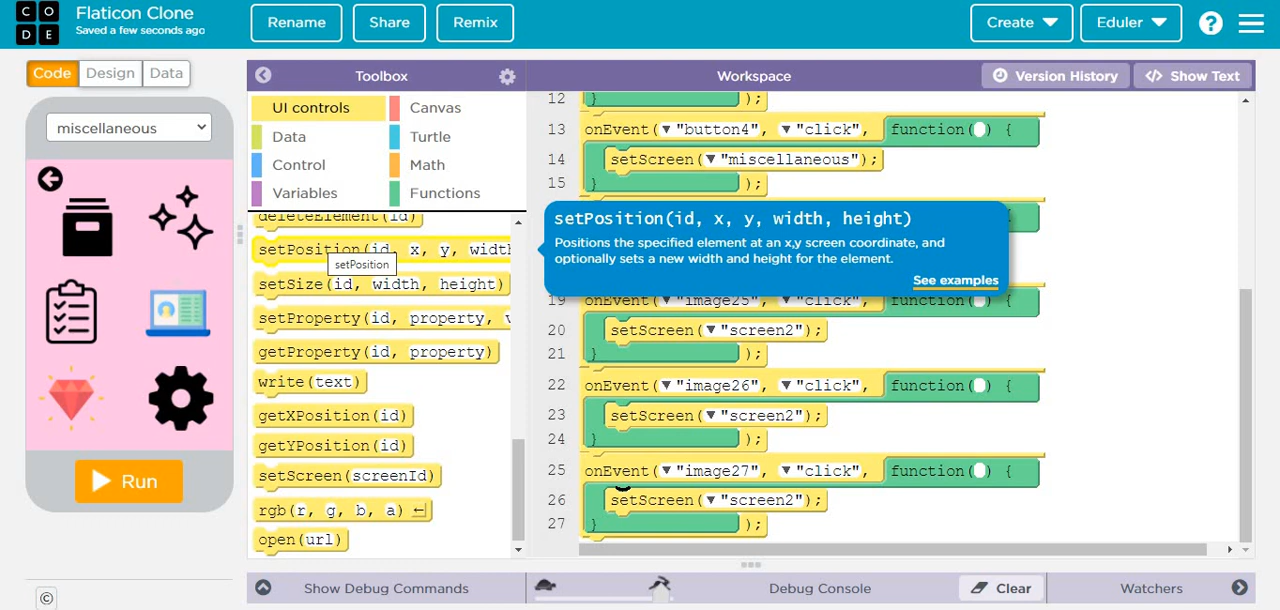 CO
DE
Flaticon Clone
Saved a few seconds ago
Rename
Share
Remix
Create
Eduler
?
Code
Design
Data
Toolbox
Workspace
Version History
</> Show Text
miscellaneous
UI controls
Canvas
Data
Turtle
Control
Math
Variables
Functions
deleteElement(id)
setPosition(id, x, y, width
setPosition
setSize(id, width, height)
setProperty(id, property, v
getProperty(id, property)
write(text)
getXPosition(id)
getYPosition(id)
setScreen(screenId)
rgb(r, g, b, a)
open(url)
Run
12 } );
13 onEvent( "button4", "click", function( ) {
14 setScreen( "miscellaneous");
15 } );
setPosition(id, x, y, width, height)
Positions the specified element at an x,y screen coordinate, and
optionally sets a new width and height for the element.
See examples
19 onEvent( "image25", "click", function( ) {
20 setScreen( "screen2");
21 } );
22 onEvent( "image26", "click", function( ) {
23 setScreen( "screen2");
24 } );
25 onEvent( "image27", "click", function( ) {
26 setScreen( "screen2");
27 } );
©
Show Debug Commands
Debug Console
Clear
Watchers